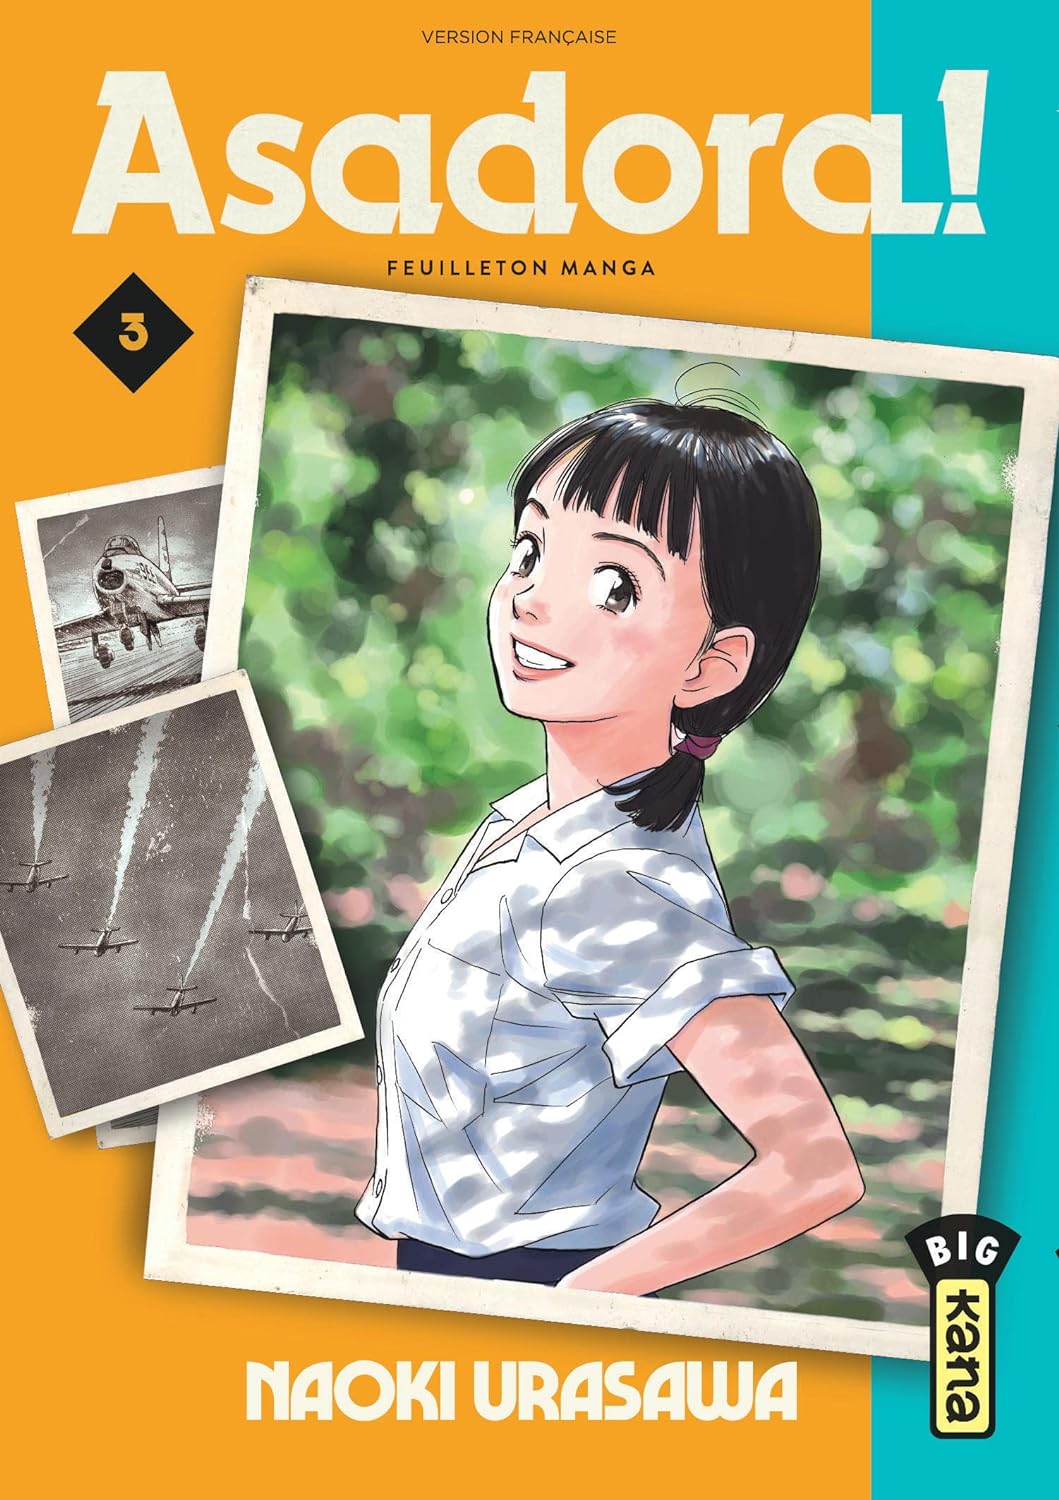 VERSION FRANÇAISE
Asadora!
FEUILLETON MANGA
3
NAOKI URASAWA
BIG
kana